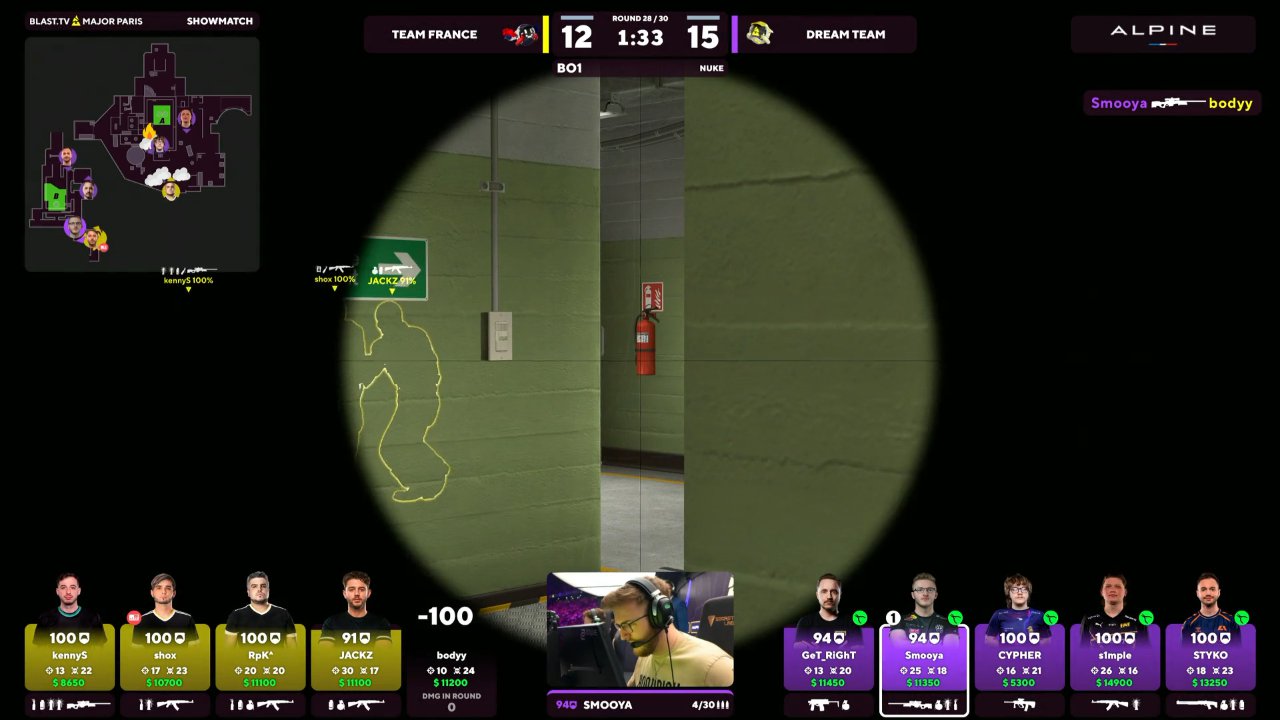 BLAST.TV MAJOR PARIS SHOWMATCH
TEAM FRANCE 12 ROUND 28 / 30 1:33 15 DREAM TEAM
BO1 NUKE
ALPINE
Smooya bodyy
kennyS 100%
shox 100%
JACKZ 91%
-100
100 kennyS 13 22 $ 8650
100 shox 17 23 $ 10700
100 RpK^ 20 20 $ 11100
91 JACKZ 30 17 $ 11100
bodyy 10 24 $ 11200
DMG IN ROUND
0
94 SMOOYA 4/30
94 GeT_RiGhT 13 20 $ 11450
1 94 Smooya 25 18 $ 11350
100 CYPHER 16 21 $ 5300
100 s1mple 26 16 $ 14900
100 STYKO 18 23 $ 13250